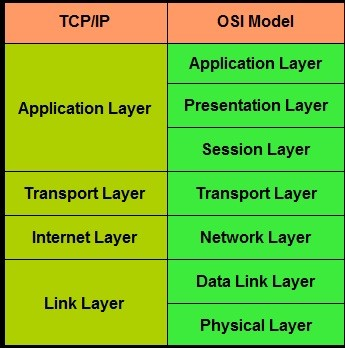 TCP/IP
OSI Model
Application Layer
Application Layer
Presentation Layer
Session Layer
Transport Layer
Transport Layer
Internet Layer
Network Layer
Link Layer
Data Link Layer
Physical Layer